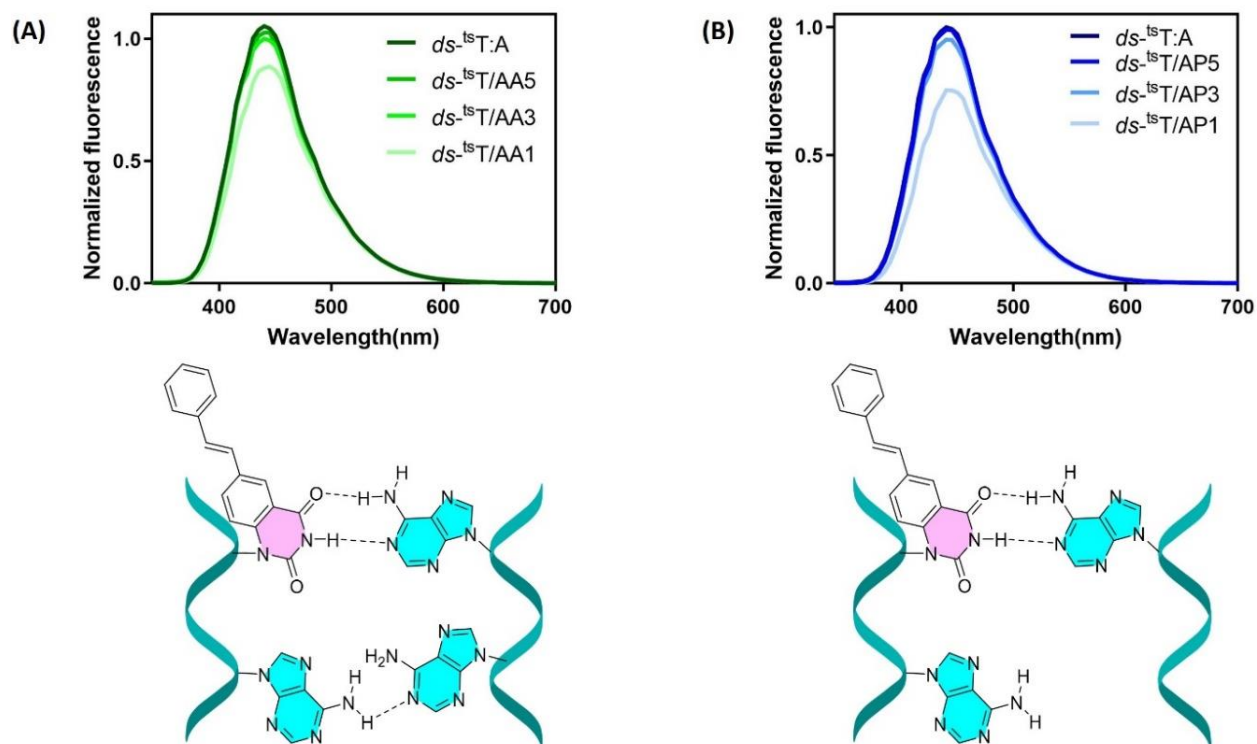 (A)
Normalized fluorescence
1.0
0.5
0.0
400
500
600
700
Wavelength(nm)
ds-tsT:A
ds-tsT/AA5
ds-tsT/AA3
ds-tsT/AA1
(B)
Normalized fluorescence
1.0
0.5
0.0
400
500
600
700
Wavelength(nm)
ds-tsT:A
ds-tsT/AP5
ds-tsT/AP3
ds-tsT/AP1
H
O
H
N
N
N
N
H
N
N
N
O
N
N
H2N
N
N
N
H
N
N
N
N
H
N
N
H
O
H
N
N
N
N
H
N
N
N
O
N
N
H
N
N
N
H